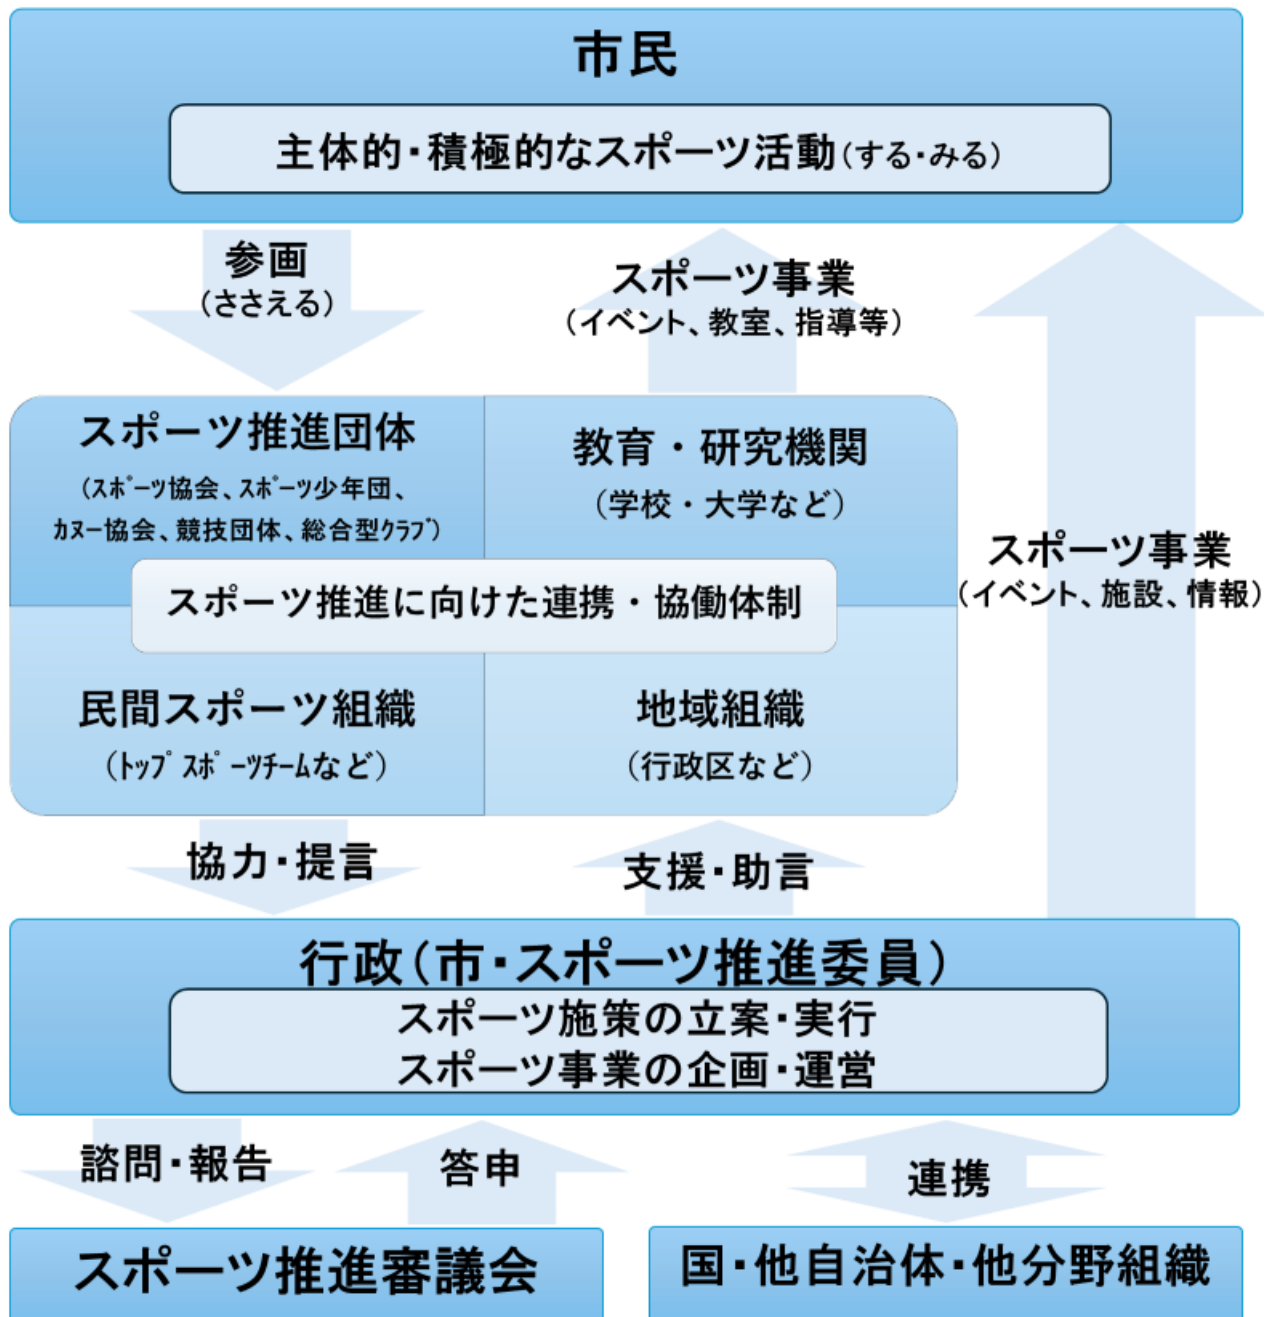 市民
主体的・積極的なスポーツ活動(する・みる)
参画
(ささえる)
スポーツ事業
(イベント、教室、指導等)
スポーツ推進団体
(ｽﾎﾟｰﾂ協会、ｽﾎﾟｰﾂ少年団、
ｶﾇｰ協会、競技団体、総合型ｸﾗﾌﾞ)
教育・研究機関
(学校・大学など)
スポーツ推進に向けた連携・協働体制
スポーツ事業
(イベント、施設、情報)
民間スポーツ組織
(ﾄｯﾌﾟｽﾎﾟｰﾂﾁｰﾑなど)
地域組織
(行政区など)
協力・提言
支援・助言
行政(市・スポーツ推進委員)
スポーツ施策の立案・実行
スポーツ事業の企画・運営
諮問・報告
答申
連携
スポーツ推進審議会
国・他自治体・他分野組織